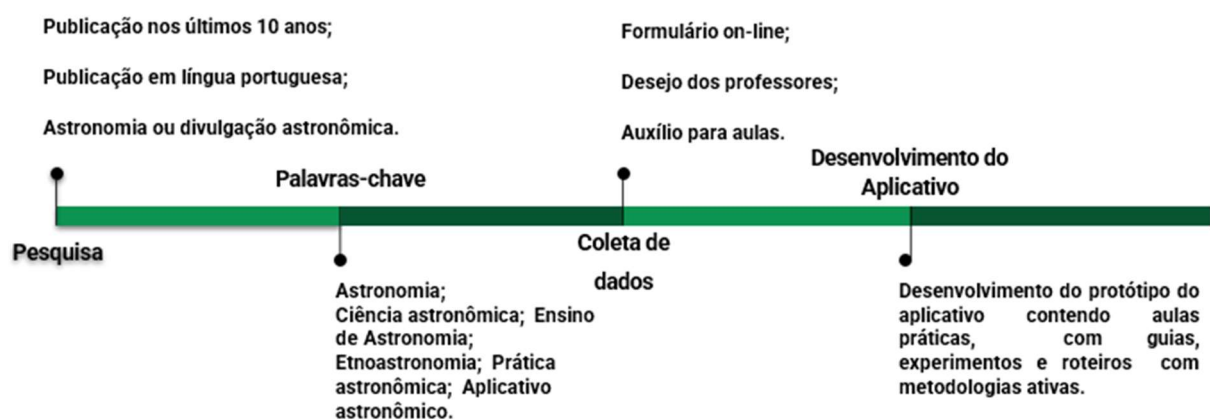 Publicação nos últimos 10 anos;
Publicação em língua portuguesa;
Astronomia ou divulgação astronômica.
Pesquisa
Palavras-chave
Astronomia;
Ciência astronômica; Ensino
de Astronomia;
Etnoastronomia; Prática
astronômica; Aplicativo
astronômico.
Formulário on-line;
Desejo dos professores;
Auxílio para aulas.
Coleta de
dados
Desenvolvimento do
Aplicativo
Desenvolvimento do protótipo do
aplicativo contendo aulas
práticas, com guias,
experimentos e roteiros com
metodologias ativas.